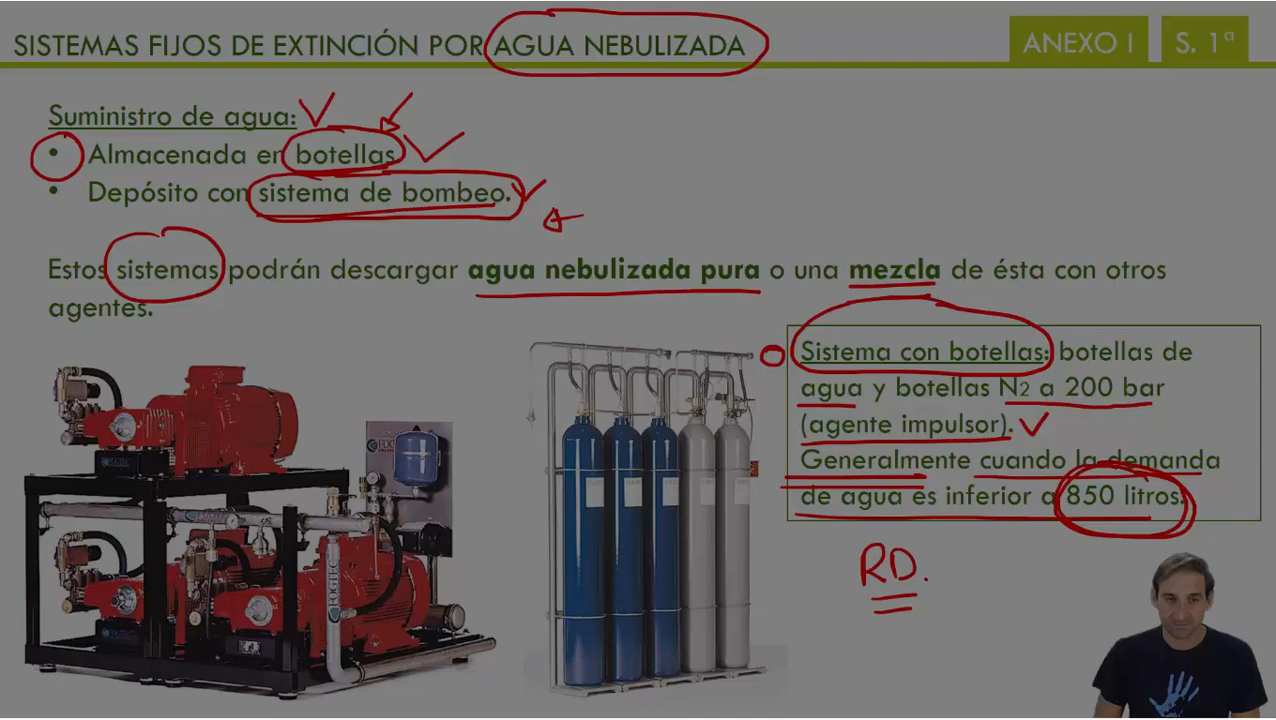 SISTEMAS FIJOS DE EXTINCIÓN POR AGUA NEBULIZADA
ANEXO I
S. 1ª
Suministro de agua:
• Almacenada en botellas
• Depósito con sistema de bombeo.
Estos sistemas podrán descargar agua nebulizada pura o una mezcla de ésta con otros
agentes.
Sistema con botellas: botellas de
agua y botellas N2 a 200 bar
(agente impulsor).
Generalmente cuando la demanda
de agua es inferior a 850 litros.
RD.
FOGTEC
FOGTEC